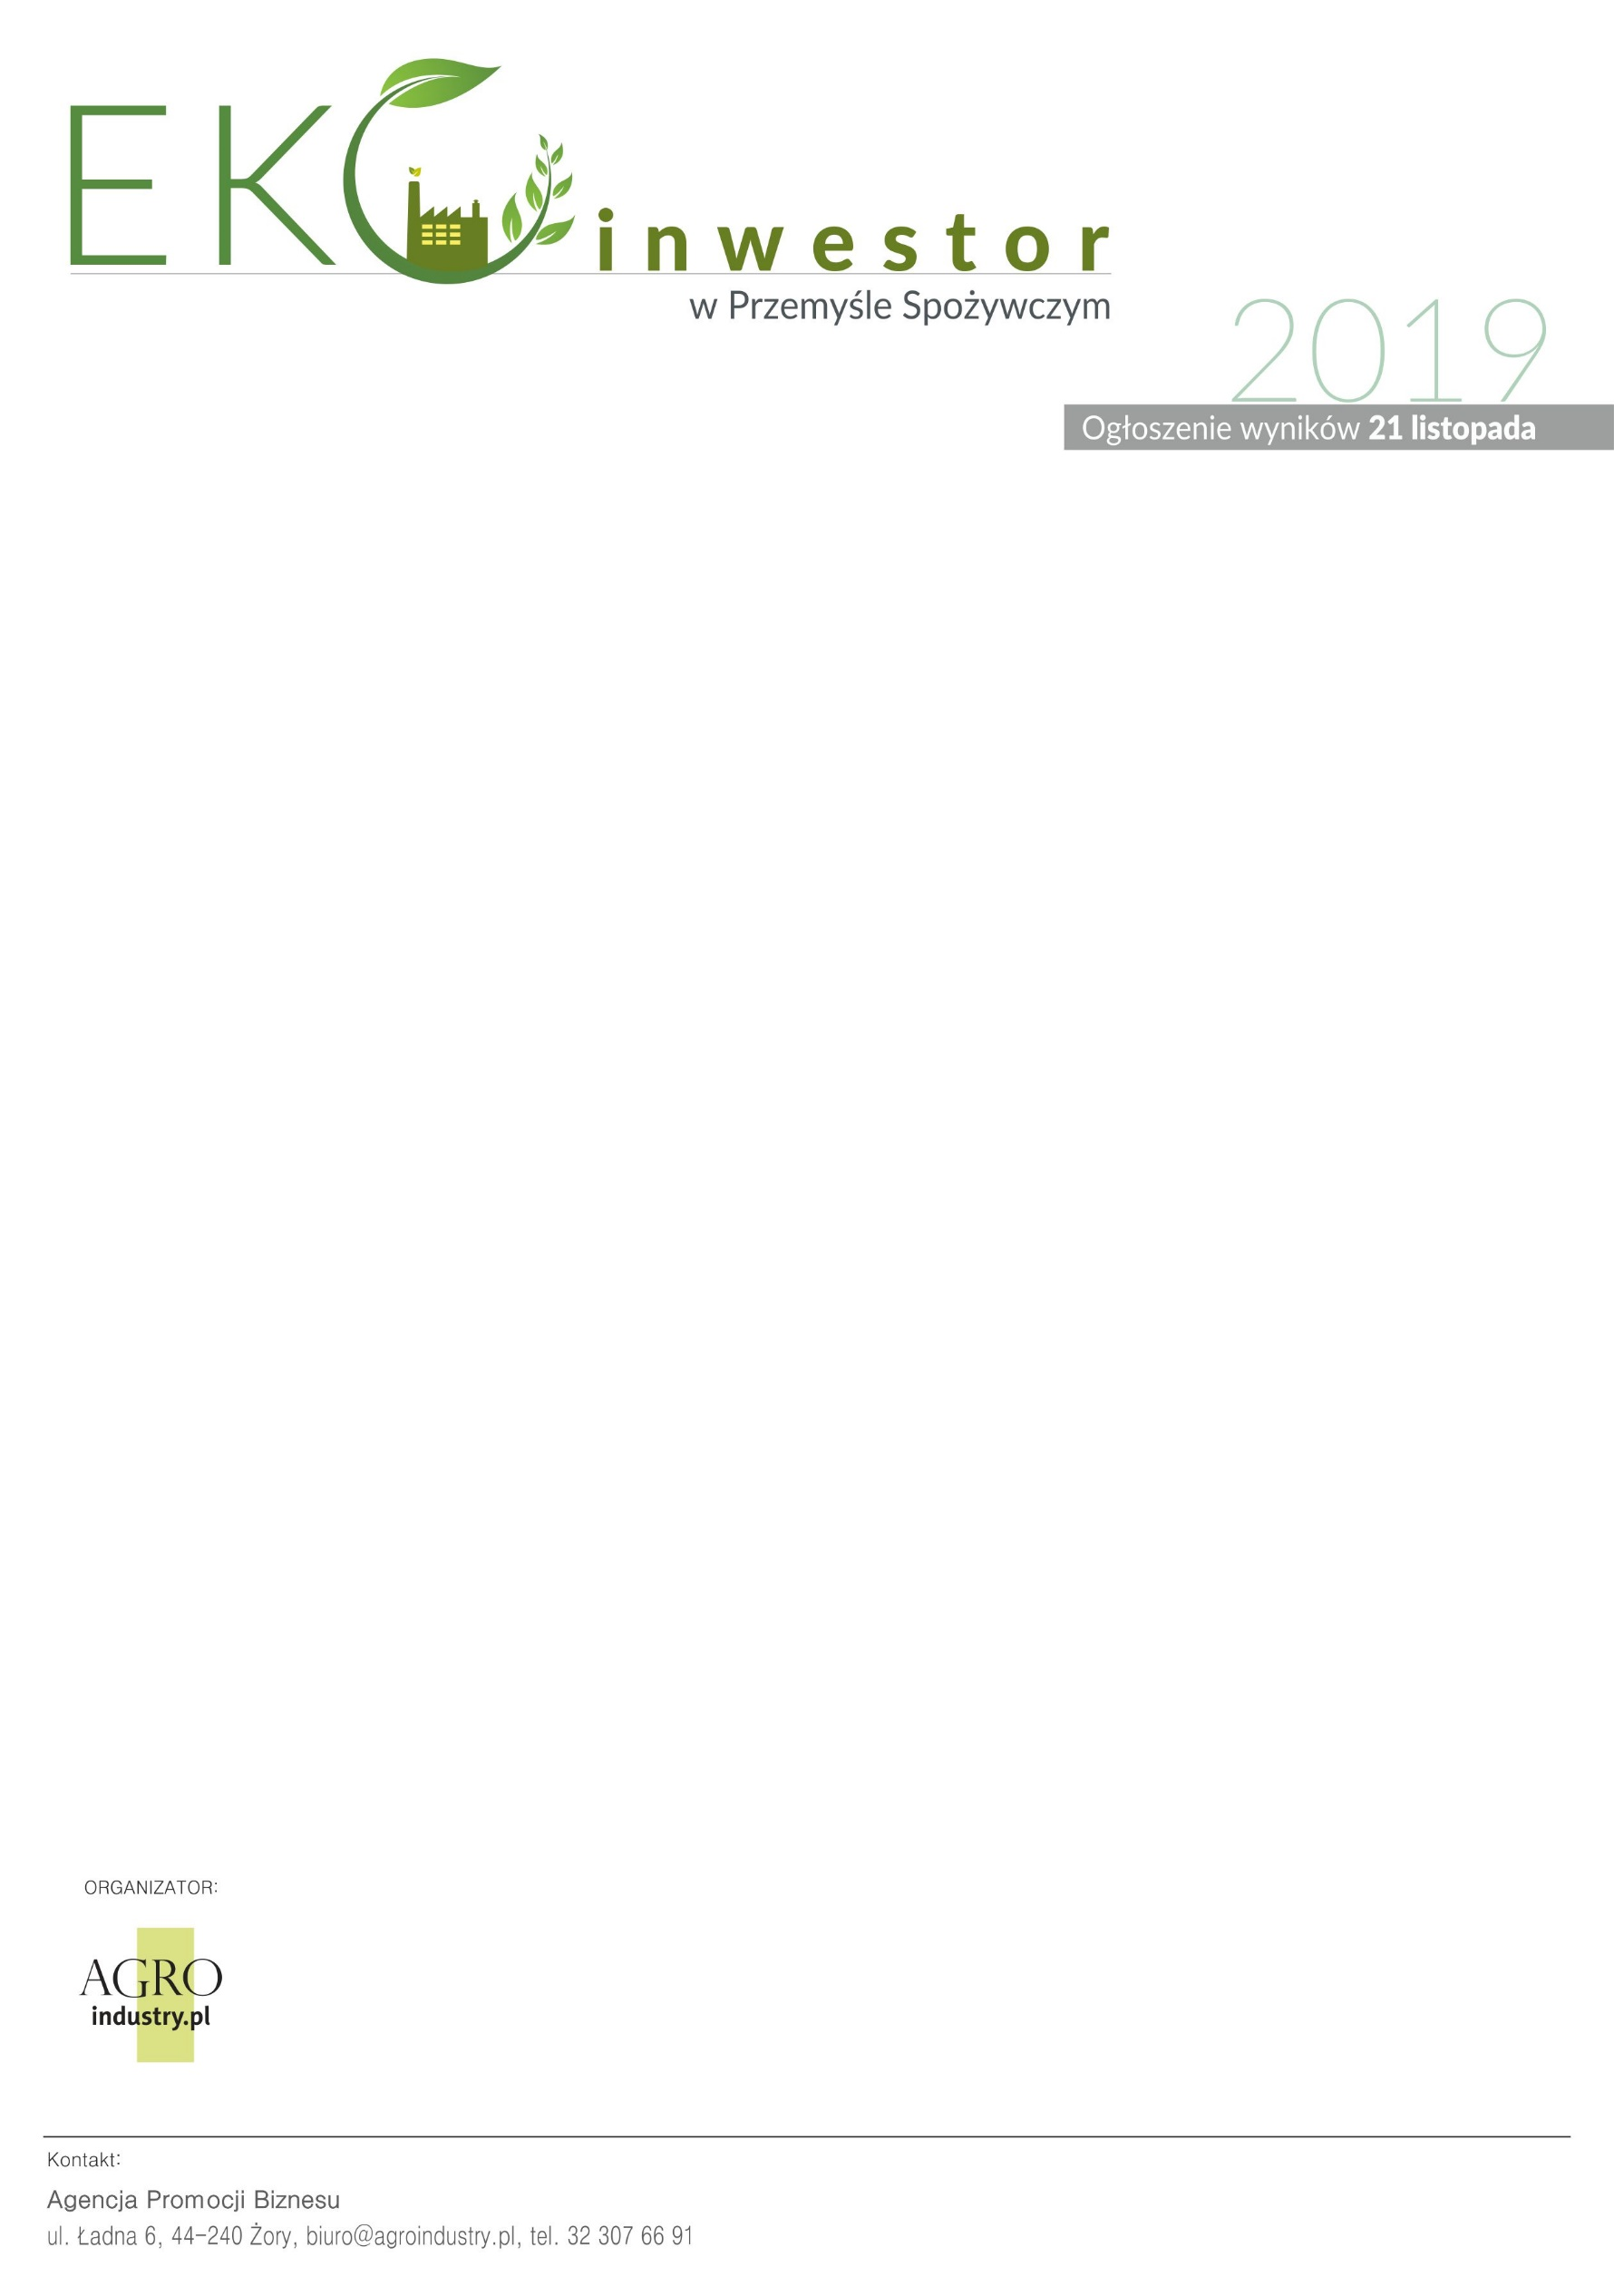 EKO inwestor
w Przemyśle Spożywczym
2019
Ogłoszenie wyników 21 listopada
ORGANIZATOR:
AGRO
industry.pl
Kontakt:
Agencja Promocji Biznesu
ul. Ładna 6, 44-240 Żory, biuro@agroindustry.pl, tel. 32 307 66 91